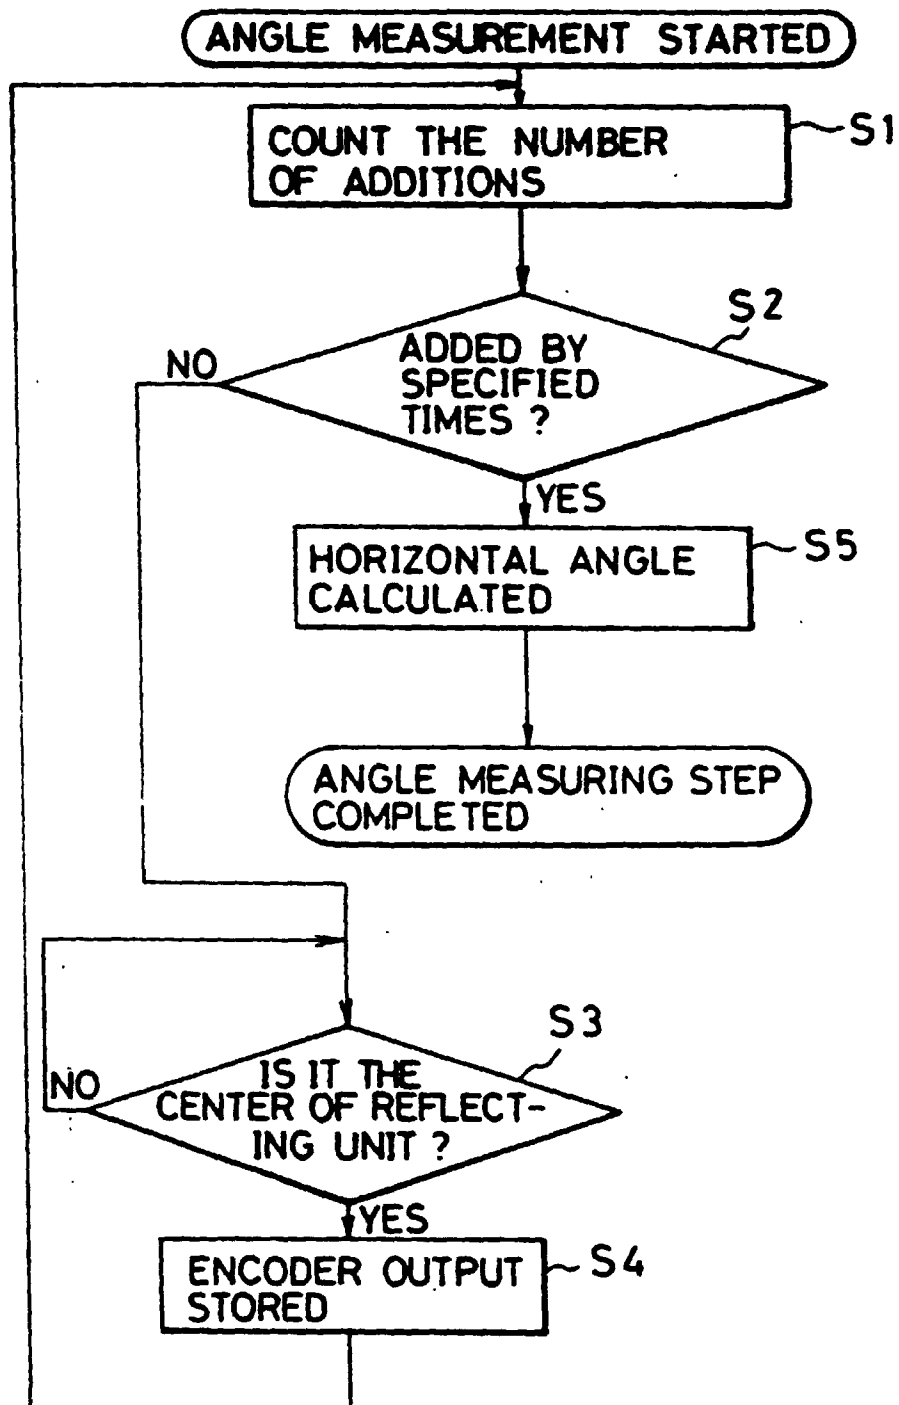 ANGLE MEASUREMENT STARTED
COUNT THE NUMBER
OF ADDITIONS
S1
S2
ADDED BY
SPECIFIED
TIMES ?
NO
YES
HORIZONTAL ANGLE
CALCULATED
S5
ANGLE MEASURING STEP
COMPLETED
S3
IS IT THE
CENTER OF REFLECT-
ING UNIT ?
NO
YES
ENCODER OUTPUT
STORED
S4